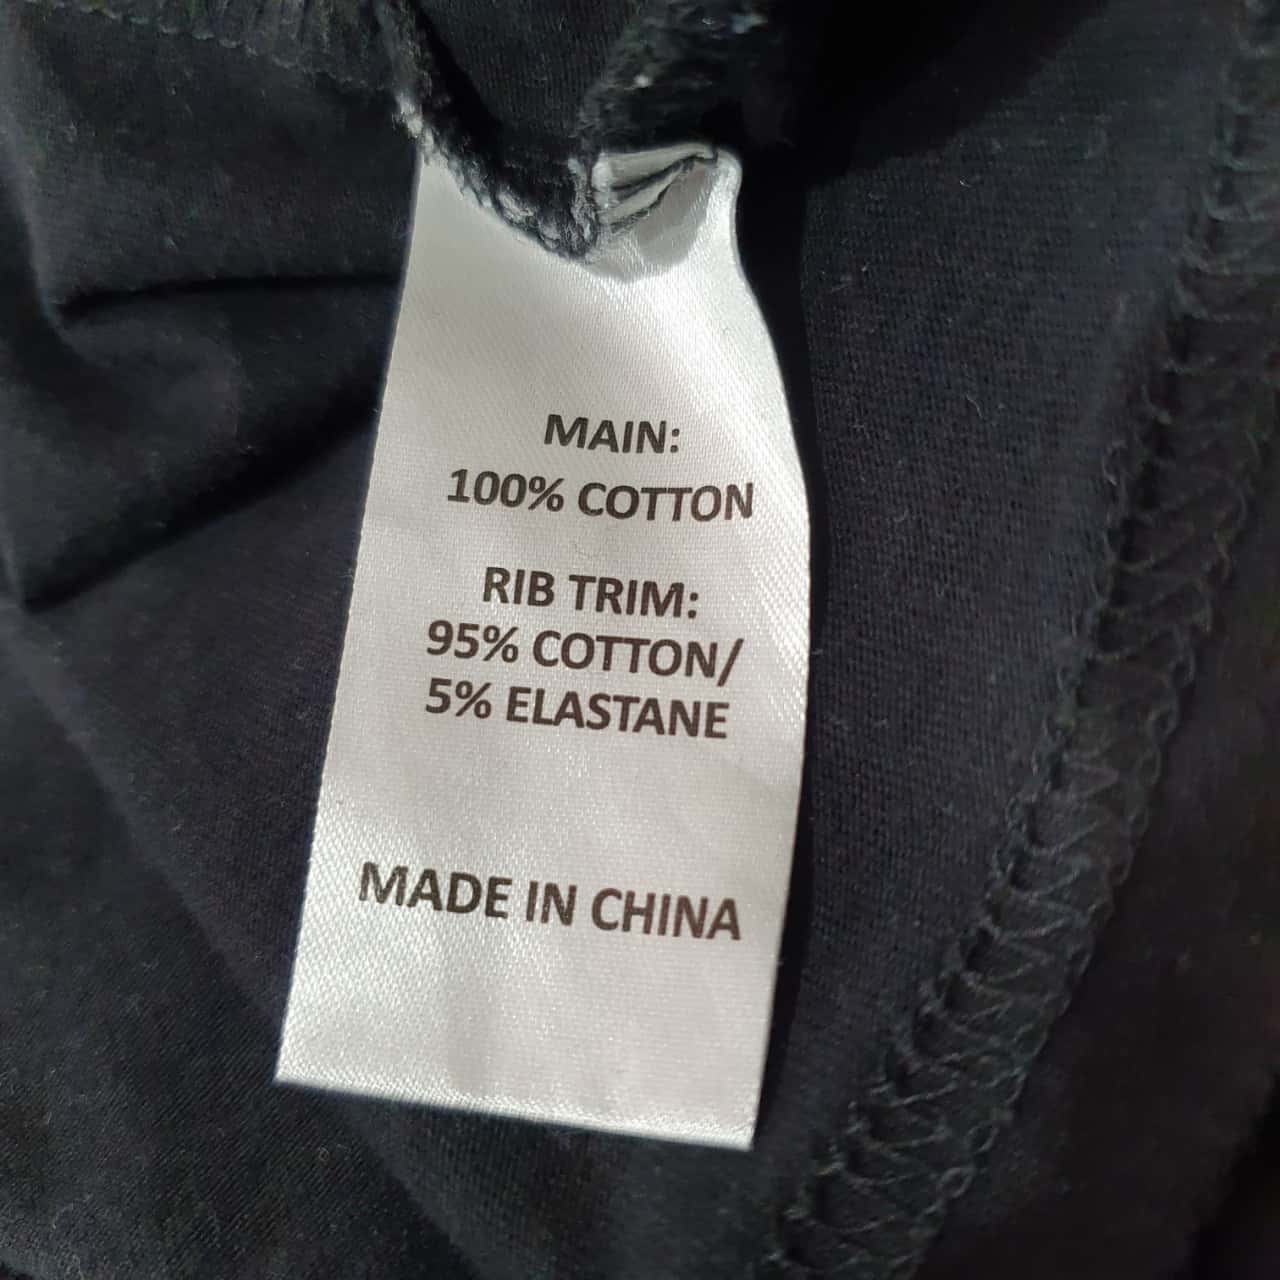 MAIN:
100% COTTON
RIB TRIM:
95% COTTON/
5% ELASTANE
MADE IN CHINA